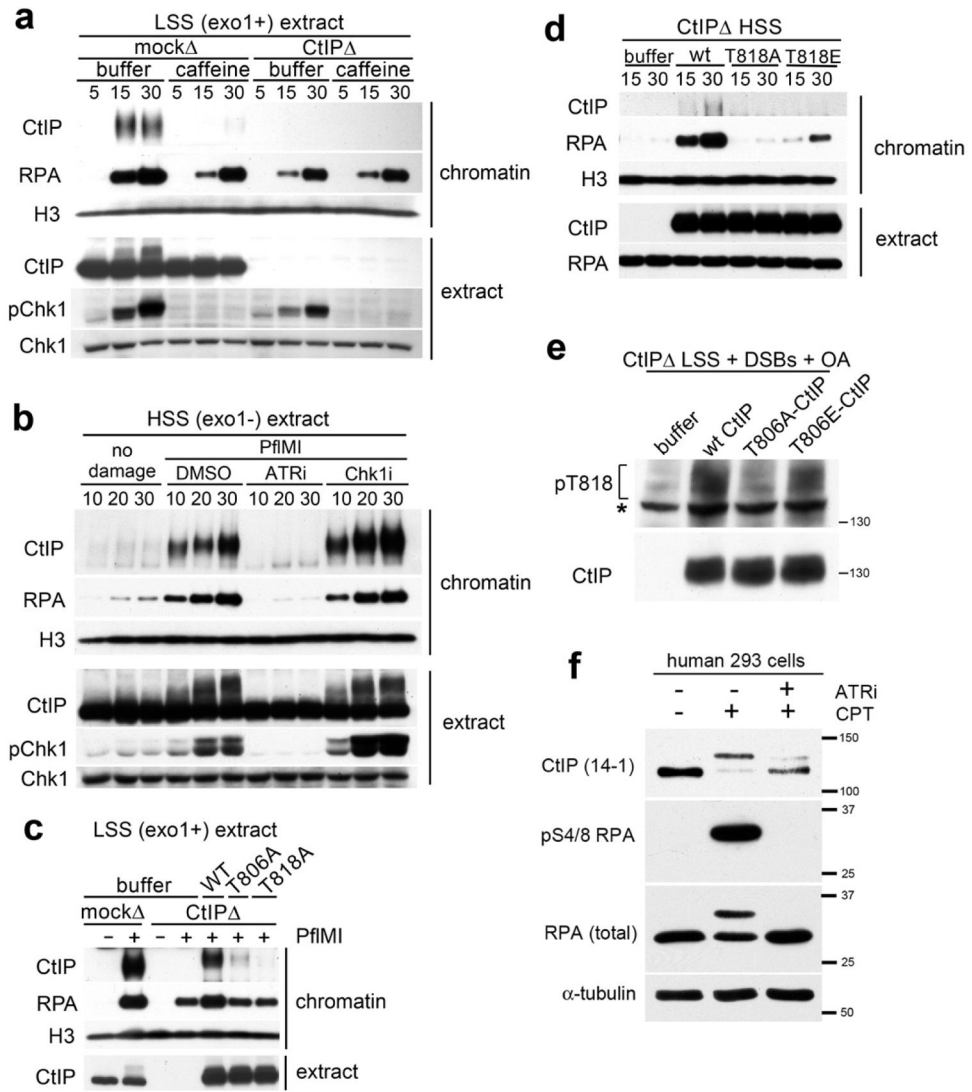 a
LSS (exo1+) extract
mockΔ CtIPΔ
buffer caffeine buffer caffeine
5 15 30 5 15 30 5 15 30 5 15 30
CtIP
RPA
chromatin
H3
CtIP
extract
pChk1
Chk1
b
HSS (exo1-) extract
PflMI
no damage
DMSO ATRi Chk1i
10 20 30 10 20 30 10 20 30 10 20 30
CtIP
chromatin
RPA
H3
CtIP
extract
pChk1
Chk1
c
LSS (exo1+) extract
buffer WT T806A T818A
mockΔ CtIPΔ
- + - + + + + PflMI
CtIP
RPA chromatin
H3
CtIP extract
d
CtIPΔ HSS
buffer wt T818A T818E
15 30 15 30 15 30 15 30
CtIP
RPA chromatin
H3
CtIP
extract
RPA
e
CtIPΔ LSS + DSBs + OA
buffer wt CtIP T806A-CtIP T806E-CtIP
pT818
*
-130
CtIP -130
f
human 293 cells
- - + ATRi
- + + CPT
150
CtIP (14-1)
100
37
pS4/8 RPA
25
37
RPA (total)
25
α-tubulin
50